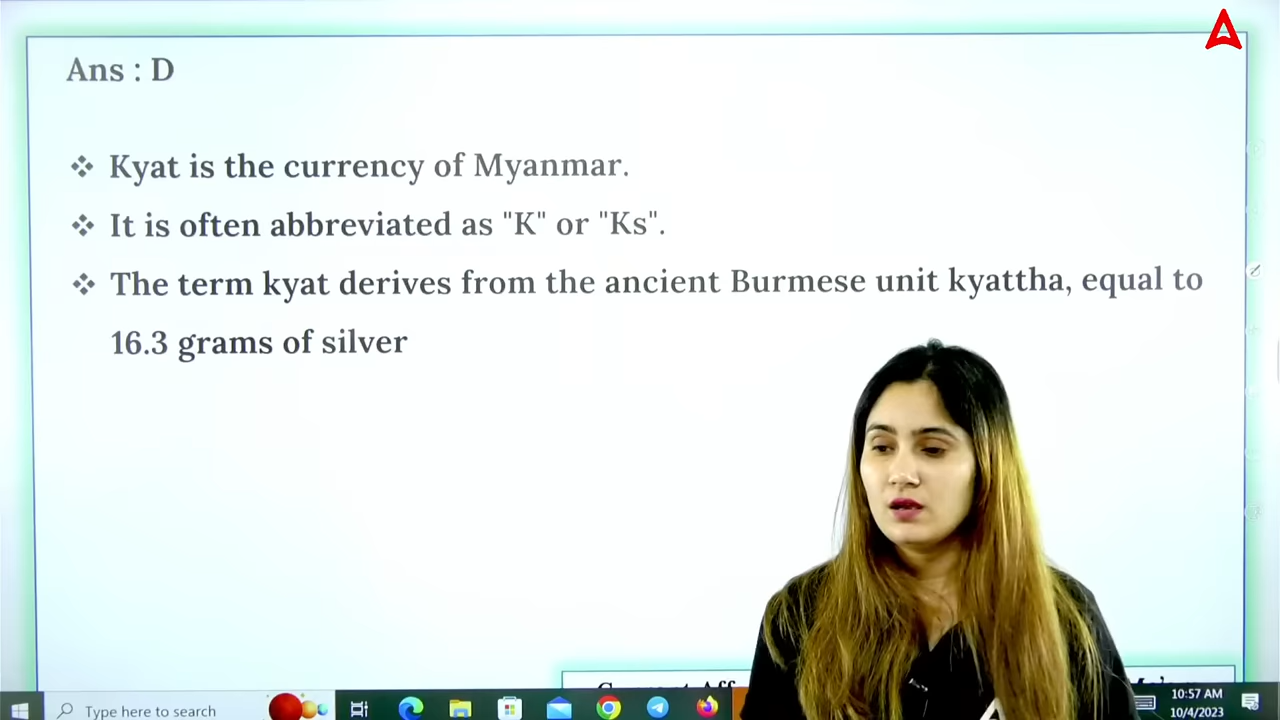 Ans : D
❖ Kyat is the currency of Myanmar.
❖ It is often abbreviated as "K" or "Ks".
❖ The term kyat derives from the ancient Burmese unit kyattha, equal to
16.3 grams of silver
Type here to search
10:57 AM
10/4/2023